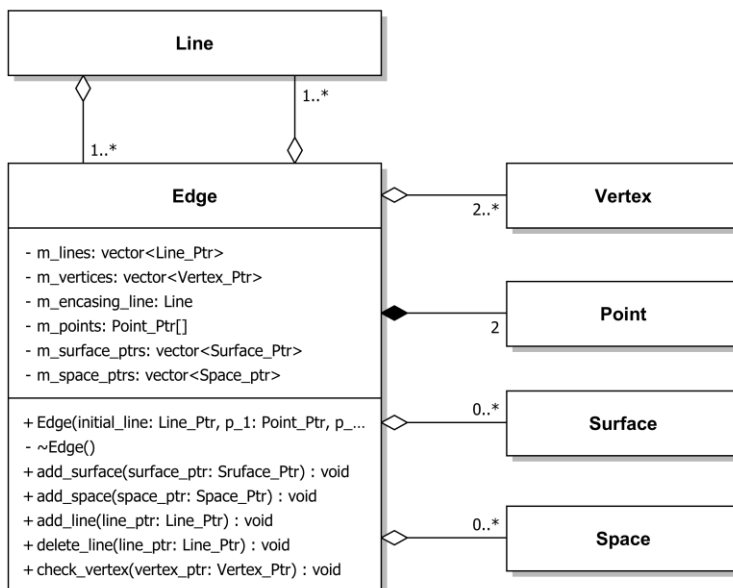 Line
1..*
1..*
Edge
- m_lines: vector<Line_Ptr>
- m_vertices: vector<Vertex_Ptr>
- m_encasing_line: Line
- m_points: Point_Ptr[]
- m_surface_ptrs: vector<Surface_Ptr>
- m_space_ptrs: vector<Space_ptr>
+ Edge(initial_line: Line_Ptr, p_1: Point_Ptr, p_...
- ~Edge()
+ add_surface(surface_ptr: Sruface_Ptr) : void
+ add_space(space_ptr: Space_Ptr) : void
+ add_line(line_ptr: Line_Ptr) : void
+ delete_line(line_ptr: Line_Ptr) : void
+ check_vertex(vertex_ptr: Vertex_Ptr) : void
2..*
Vertex
2
Point
0..*
Surface
0..*
Space